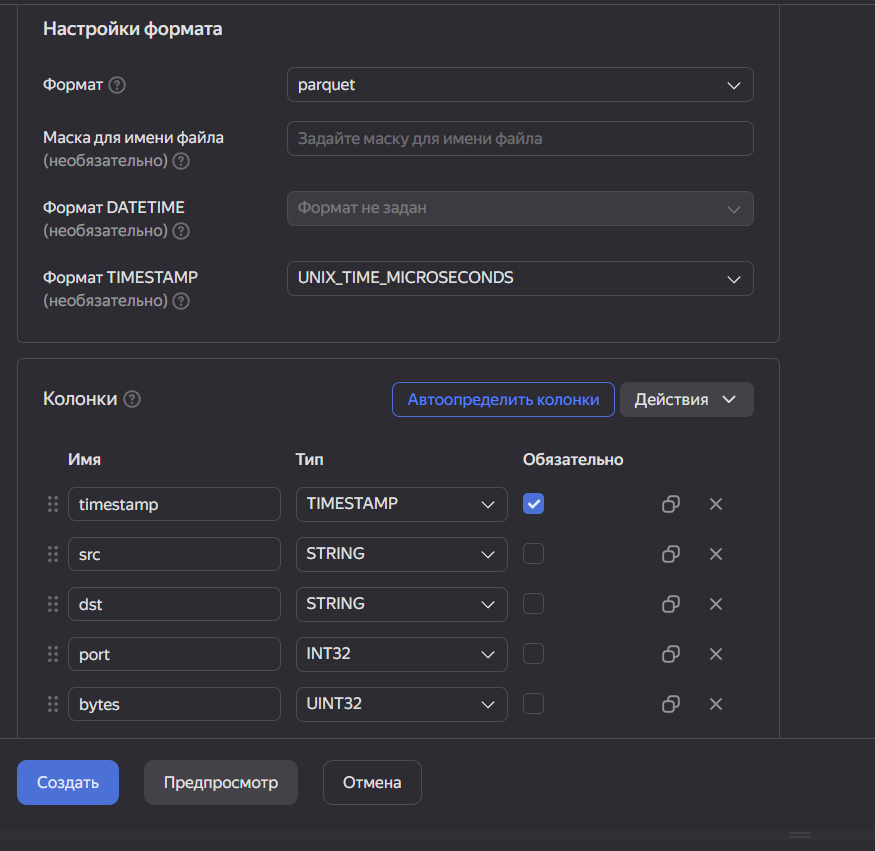 Настройки формата
Формат
parquet
Маска для имени файла
(необязательно)
Задайте маску для имени файла
Формат DATETIME
(необязательно)
Формат не задан
Формат TIMESTAMP
(необязательно)
UNIX_TIME_MICROSECONDS
Колонки
Автоопределить колонки
Действия
Имя Тип Обязательно
timestamp TIMESTAMP
src STRING
dst STRING
port INT32
bytes UINT32
Создать Предпросмотр Отмена